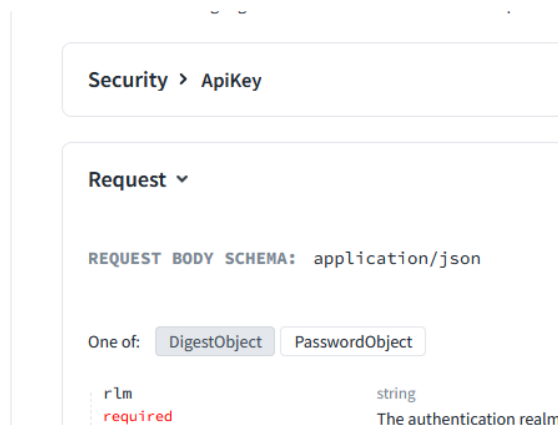 Security > ApiKey
Request
REQUEST BODY SCHEMA: application/json
One of: DigestObject PasswordObject
rlm string
required The authentication realm